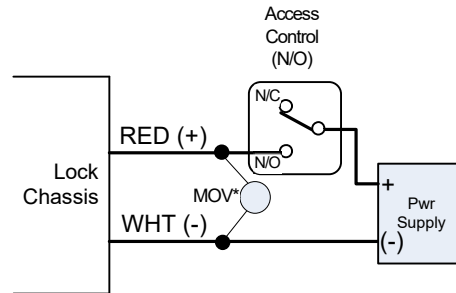 Access
Control
(N/O)
N/C
RED (+)
N/O
Lock
Chassis
MOV*
WHT (-)
+
Pwr
Supply
(-)